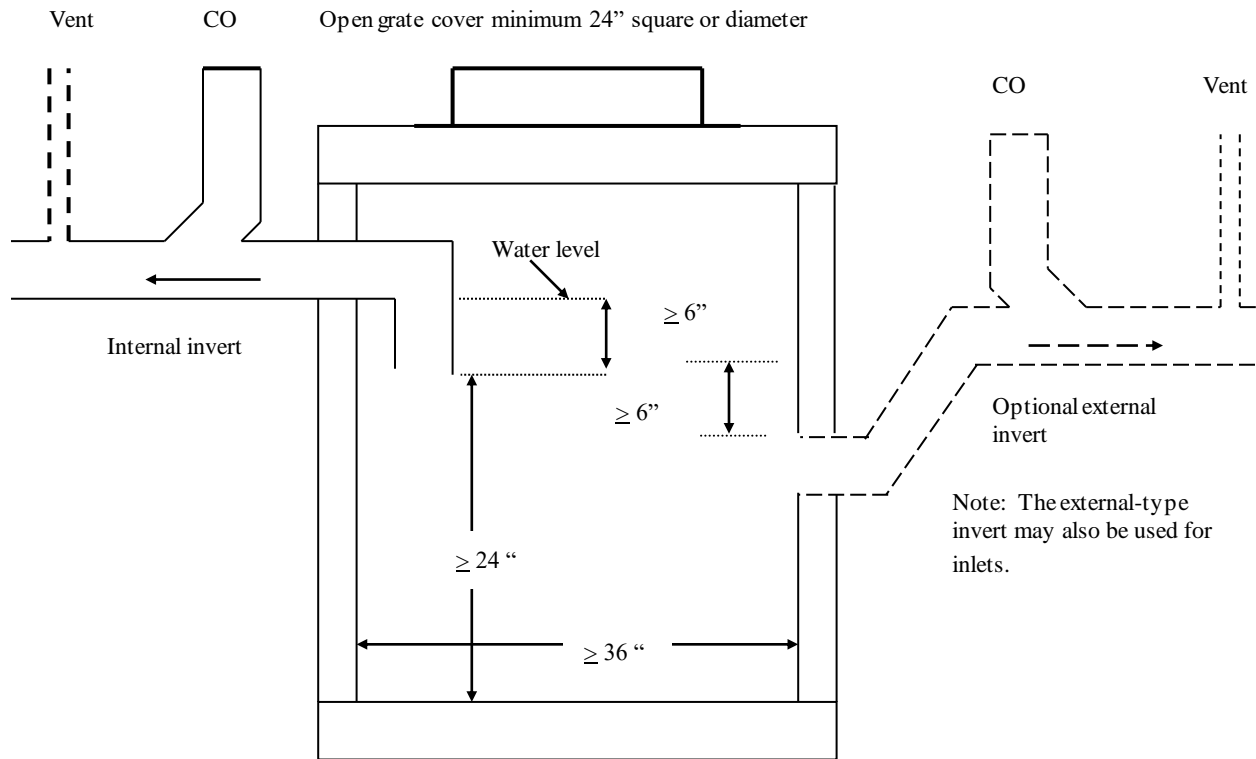 Vent
CO
Open grate cover minimum 24” square or diameter
CO
Vent
Water level
≥ 6”
Internal invert
≥ 6”
Optional external
invert
Note: The external-type
invert may also be used for
inlets.
≥ 24 “
≥ 36 “